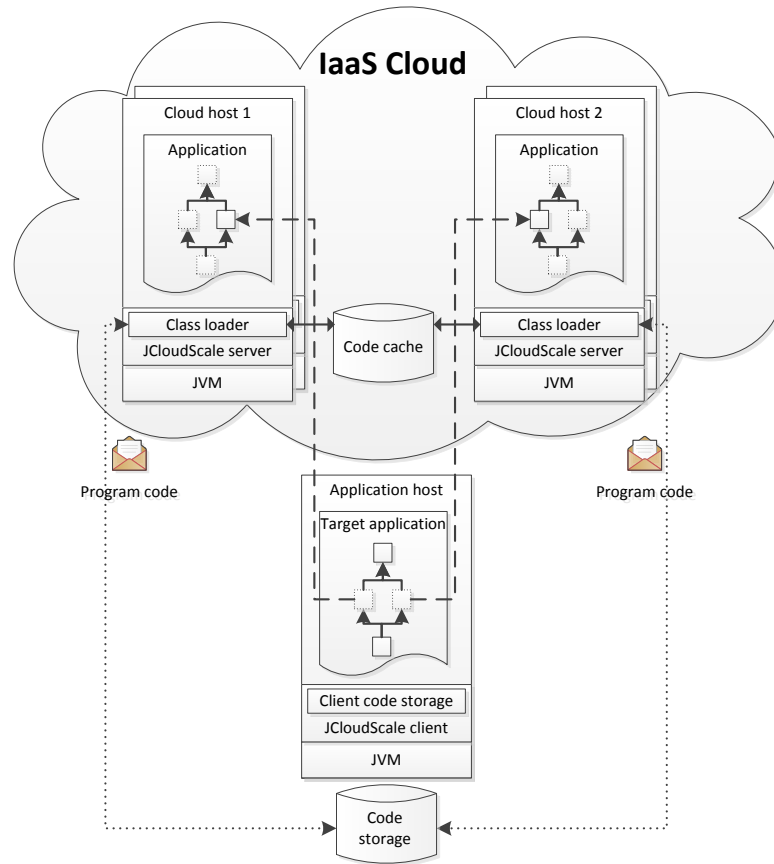 IaaS Cloud
Cloud host 1
Application
Class loader
JCloudScale server
JVM
Code cache
Cloud host 2
Application
Class loader
JCloudScale server
JVM
Program code
Program code
Application host
Target application
Client code storage
JCloudScale client
JVM
Code
storage